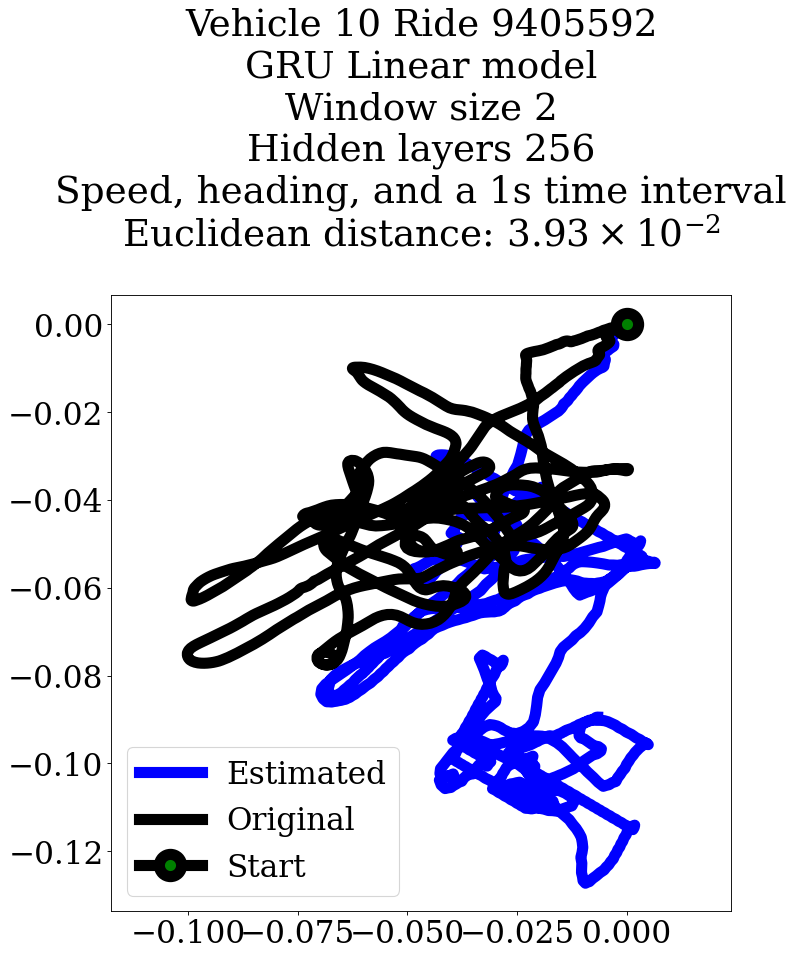 Vehicle 10 Ride 9405592
GRU Linear model
Window size 2
Hidden layers 256
Speed, heading, and a 1s time interval
Euclidean distance: 3.93 × 10⁻²
0.00
−0.02
−0.04
−0.06
−0.08
−0.10
−0.12
Estimated
Original
Start
−0.100 −0.075 −0.050 −0.025 0.000